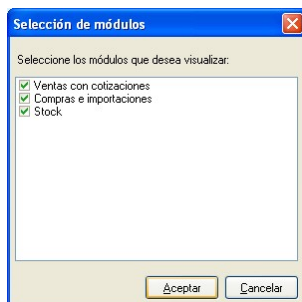 Selección de módulos
Seleccione los módulos que desea visualizar:
Ventas con cotizaciones
Compras e importaciones
Stock
Aceptar Cancelar